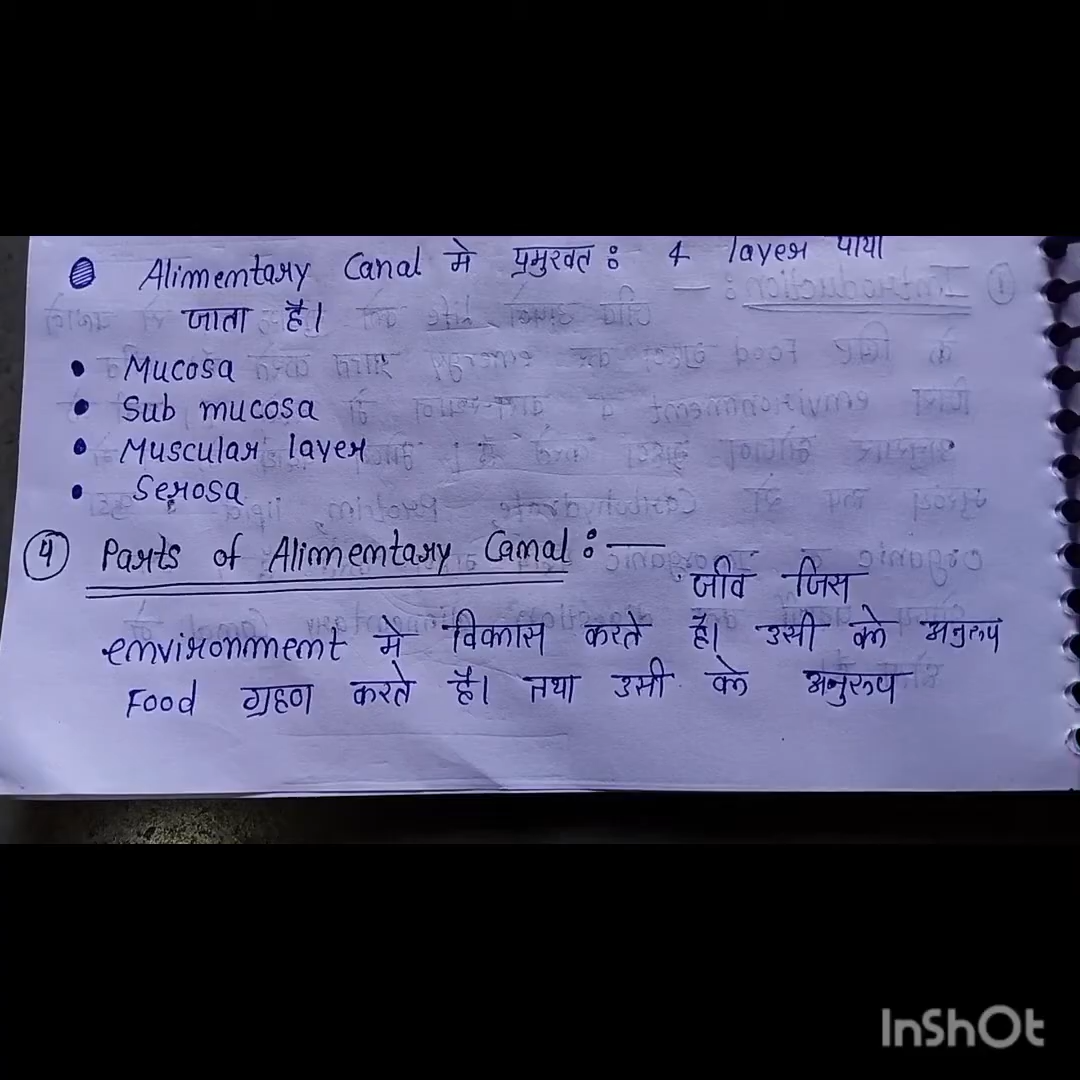 Alimentary Canal मे प्रमुखतः 4 layer पाया
जाता है।
• Mucosa
• Sub mucosa
• Muscular layer
• Serosa
④ Parts of Alimentary Canal :—
जीव जिस
environment मे विकास करते है। उसी के अनुरूप
Food ग्रहण करते है। तथा उसी के अनुरूप
InShOt